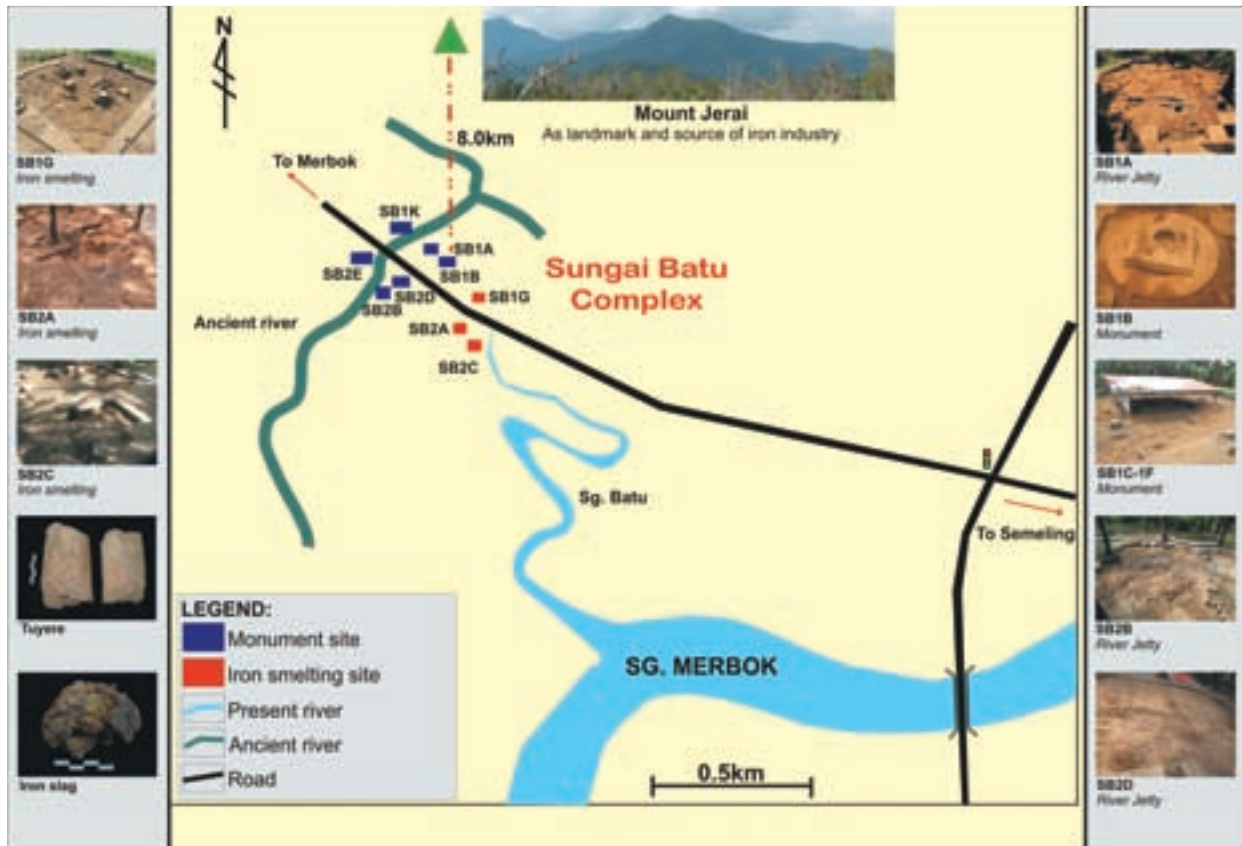 SB1G
Iron smelting
SB2A
Iron smelting
SB2C
Iron smelting
Tuyere
Iron slag
N
8.0km
Mount Jerai
As landmark and source of iron industry
To Merbok
SB1K
SB1A
SB1B
SB2E
SB2D
SB2B
SB1G
SB2A
SB2C
Sungai Batu
Complex
Ancient river
Sg. Batu
To Semeling
SG. MERBOK
0.5km
LEGEND:
Monument site
Iron smelting site
Present river
Ancient river
Road
SB1A
River Jetty
SB1B
Monument
SB1C-1F
Monument
SB2B
River Jetty
SB2D
River Jetty